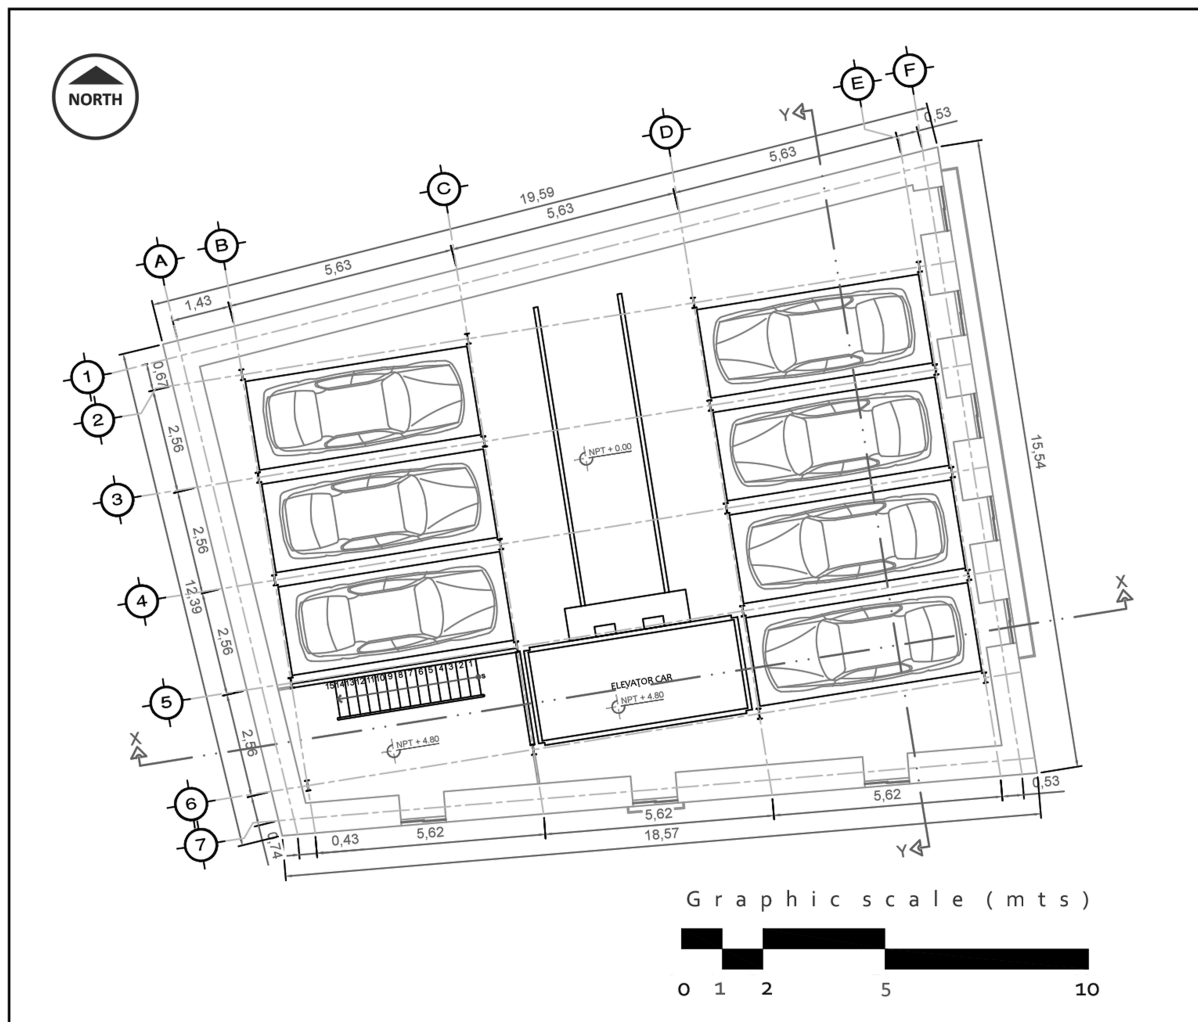 NORTH
Y
E
F
0,53
D
5,63
19,59
C
5,63
B
A
5,63
1,43
1
0,67
2
2,56
3
NPT + 0.00
15,54
2,56
12,39
4
X
2,56
5
15 14 13 12 11 10 9 8 7 6 5 4 3 2 1
S
ELEVATOR CAR
NPT + 4.80
X
NPT + 4.80
2,56
6
0,53
5,62
5,62
5,62
0,43
18,57
7
0,74
Y
Graphic scale (mts)
0 1 2 5 10